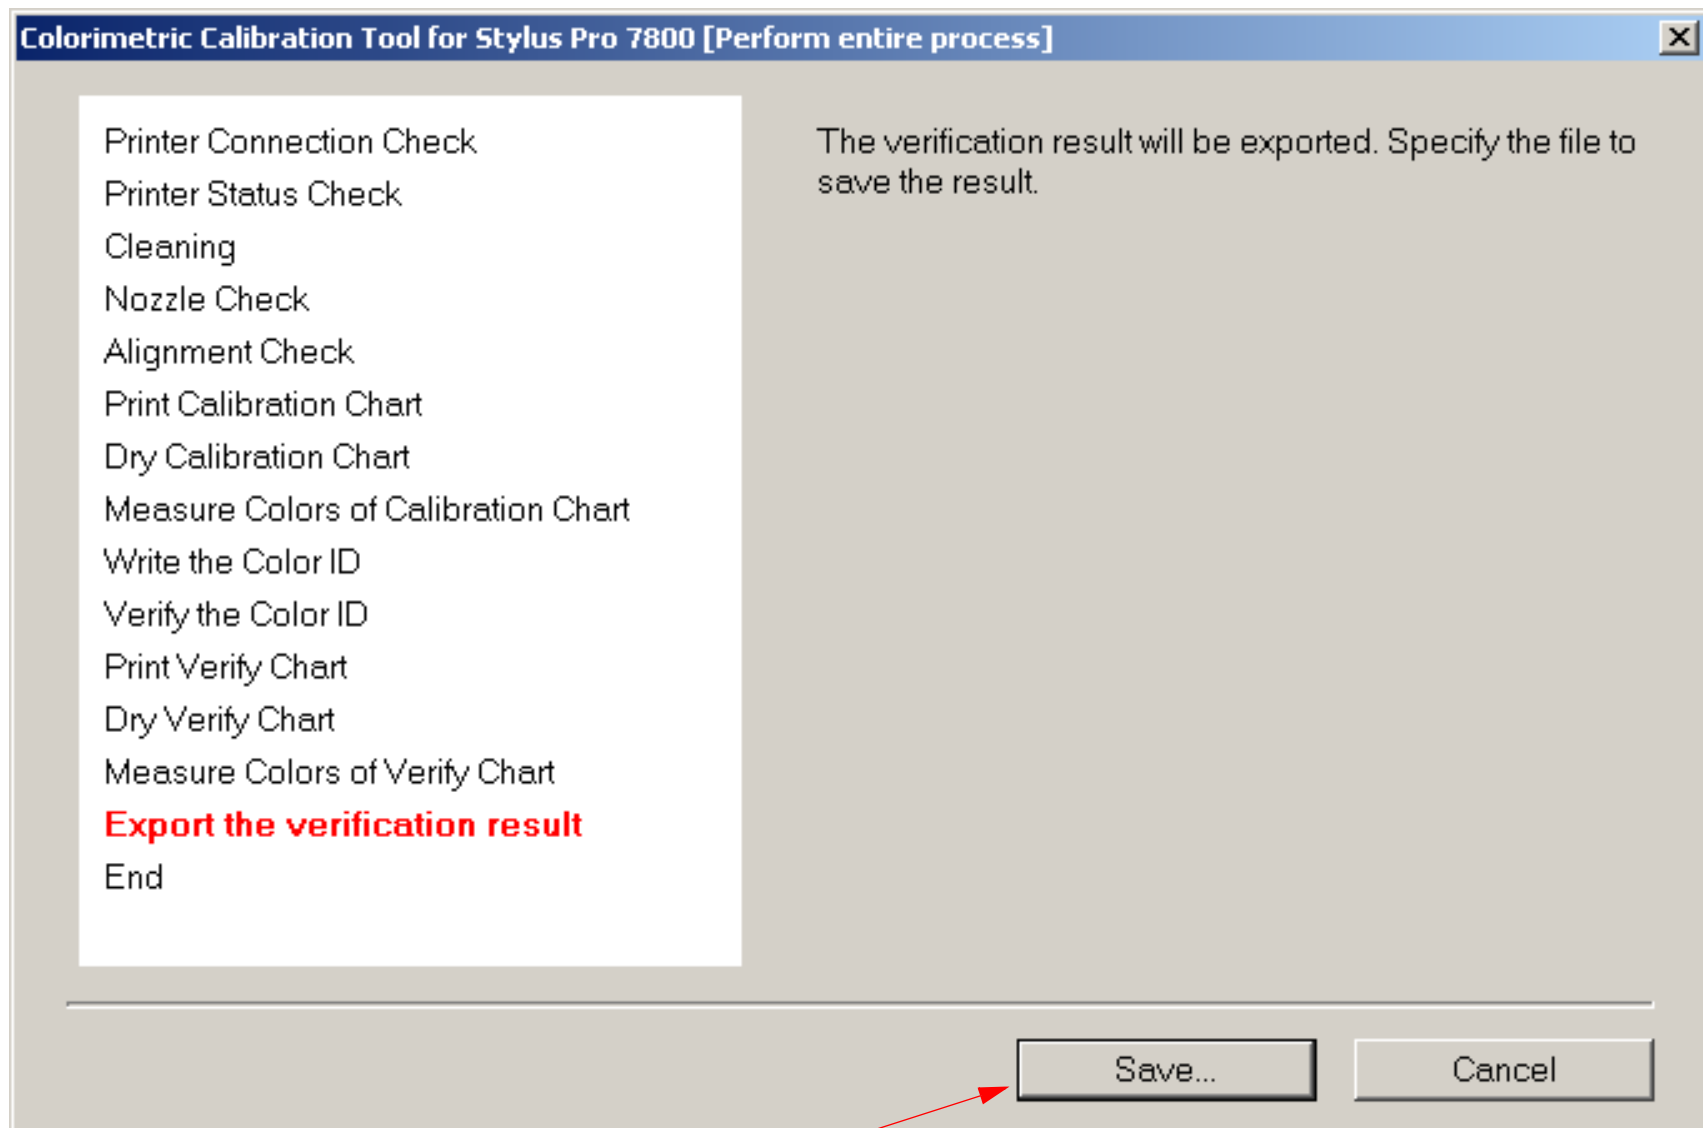 Colorimetric Calibration Tool for Stylus Pro 7800 [Perform entire process]
Printer Connection Check
Printer Status Check
Cleaning
Nozzle Check
Alignment Check
Print Calibration Chart
Dry Calibration Chart
Measure Colors of Calibration Chart
Write the Color ID
Verify the Color ID
Print Verify Chart
Dry Verify Chart
Measure Colors of Verify Chart
Export the verification result
End
The verification result will be exported. Specify the file to
save the result.
Save...
Cancel